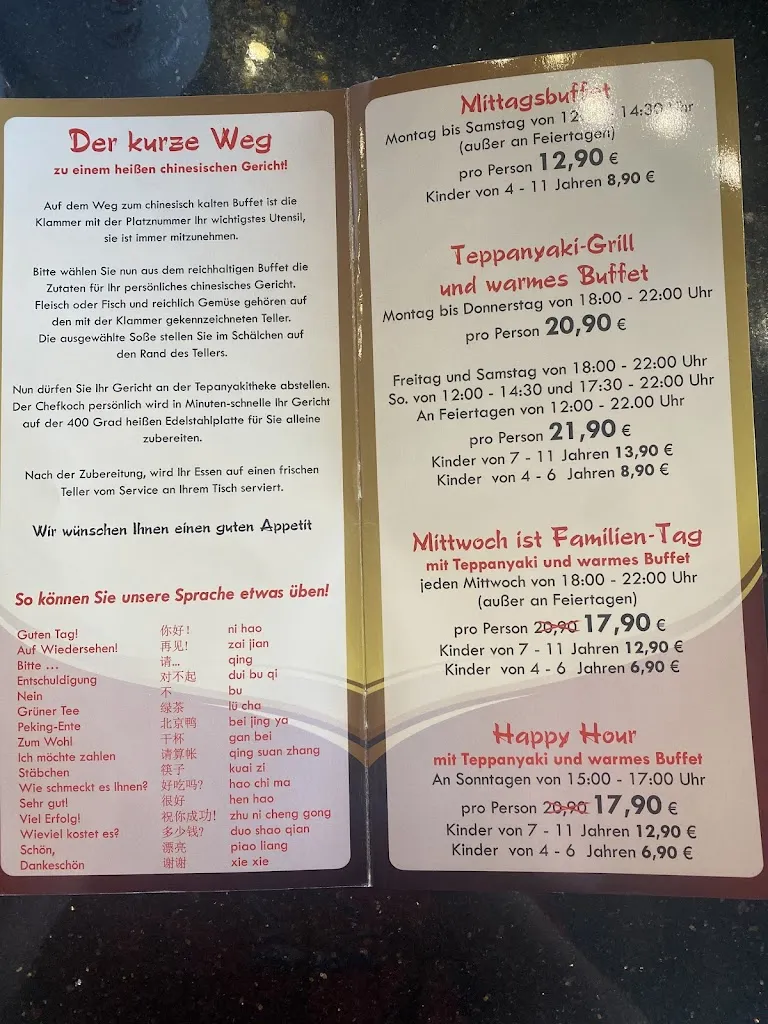 Der kurze Weg
zu einem heißen chinesischen Gericht!
Auf dem Weg zum chinesisch kalten Buffet ist die
Klammer mit der Platznummer Ihr wichtigstes Utensil,
sie ist immer mitzunehmen.
Bitte wählen Sie nun aus dem reichhaltigen Buffet die
Zutaten für Ihr persönliches chinesisches Gericht.
Fleisch oder Fisch und reichlich Gemüse gehören auf
den mit der Klammer gekennzeichneten Teller.
Die ausgewählte Soße stellen Sie im Schälchen auf
den Rand des Tellers.
Nun dürfen Sie Ihr Gericht an der Tepanyakitheke abstellen.
Der Chefkoch persönlich wird in Minuten-schnelle Ihr Gericht
auf der 400 Grad heißen Edelstahlplatte für Sie alleine
zubereiten.
Nach der Zubereitung, wird Ihr Essen auf einen frischen
Teller vom Service an Ihrem Tisch serviert.
Wir wünschen Ihnen einen guten Appetit
So können Sie unsere Sprache etwas üben!
Guten Tag! 你好! ni hao
Auf Wiedersehen! 再见! zai jian
Bitte ... 请... qing
Entschuldigung 对不起 dui bu qi
Nein 不 bu
Grüner Tee 绿茶 lü cha
Peking-Ente 北京鸭 bei jing ya
Zum Wohl 干杯 gan bei
Ich möchte zahlen 请算帐 qing suan zhang
Stäbchen 筷子 kuai zi
Wie schmeckt es Ihnen? 好吃吗? hao chi ma
Sehr gut! 很好 hen hao
Viel Erfolg! 祝你成功! zhu ni cheng gong
Wieviel kostet es? 多少钱? duo shao qian
Schön, 漂亮 piao liang
Dankeschön 谢谢 xie xie
Mittagsbuffet
Montag bis Samstag von 14:30 Uhr
(außer an Feiertagen)
pro Person 12,90 €
Kinder von 4 - 11 Jahren 8,90 €
Teppanyaki-Grill
und warmes Buffet
Montag bis Donnerstag von 18:00 - 22:00 Uhr
pro Person 20,90 €
Freitag und Samstag von 18:00 - 22:00 Uhr
So. von 12:00 - 14:30 und 17:30 - 22:00 Uhr
An Feiertagen von 12:00 - 22.00 Uhr
pro Person 21,90 €
Kinder von 7 - 11 Jahren 13,90 €
Kinder von 4 - 6 Jahren 8,90 €
Mittwoch ist Familien-Tag
mit Teppanyaki und warmes Buffet
jeden Mittwoch von 18:00 - 22:00 Uhr
(außer an Feiertagen)
pro Person 20,90 17,90 €
Kinder von 7 - 11 Jahren 12,90 €
Kinder von 4 - 6 Jahren 6,90 €
Happy Hour
mit Teppanyaki und warmes Buffet
An Sonntagen von 15:00 - 17:00 Uhr
pro Person 20,90 17,90 €
Kinder von 7 - 11 Jahren 12,90 €
Kinder von 4 - 6 Jahren 6,90 €